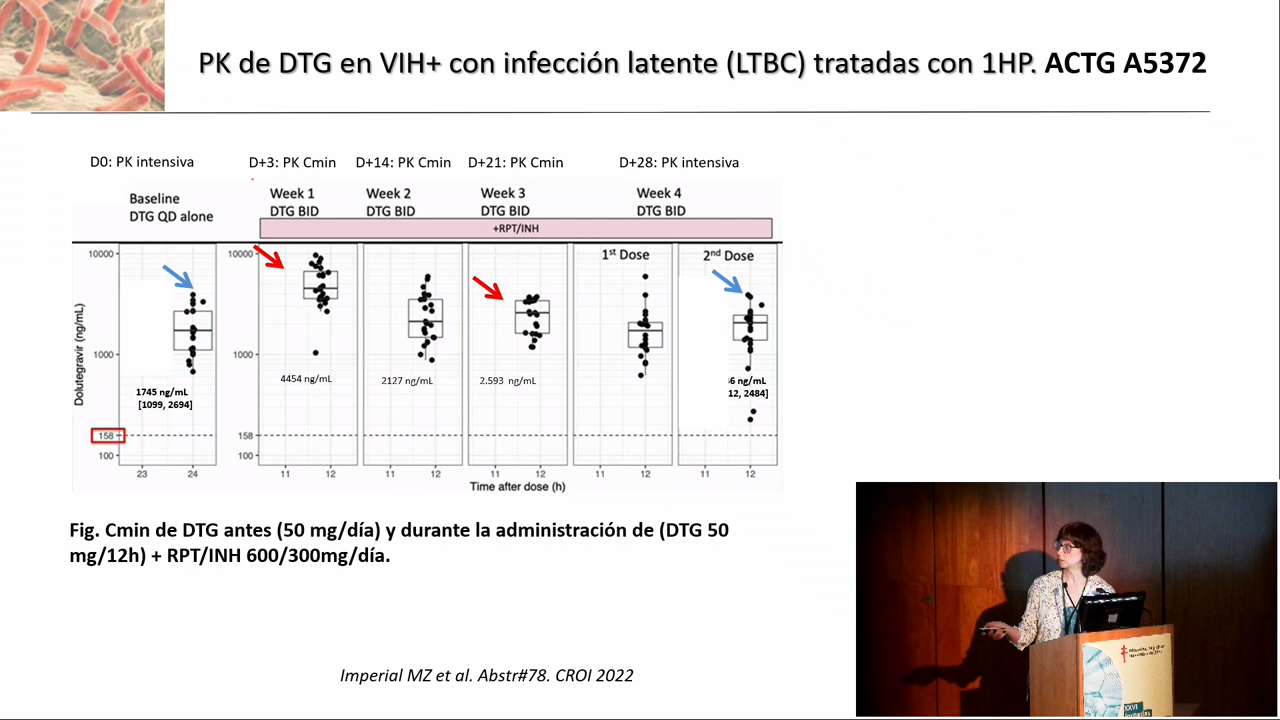 PK de DTG en VIH+ con infección latente (LTBC) tratadas con 1HP. ACTG A5372
D0: PK intensiva
D+3: PK Cmin
D+14: PK Cmin
D+21: PK Cmin
D+28: PK intensiva
Baseline
DTG QD alone
Week 1
DTG BID
Week 2
DTG BID
Week 3
DTG BID
Week 4
DTG BID
+RPT/INH
1st Dose
2nd Dose
Dolutegravir (ng/mL)
10000
1000
158
100
10000
1000
158
100
1745 ng/mL
[1099, 2694]
4454 ng/mL
2127 ng/mL
2.593 ng/mL
6 ng/mL
12, 2484]
23 24
11 12
11 12
11 12
11 12
11 12
Time after dose (h)
Fig. Cmin de DTG antes (50 mg/día) y durante la administración de (DTG 50
mg/12h) + RPT/INH 600/300mg/día.
Imperial MZ et al. Abstr#78. CROI 2022
XXVI